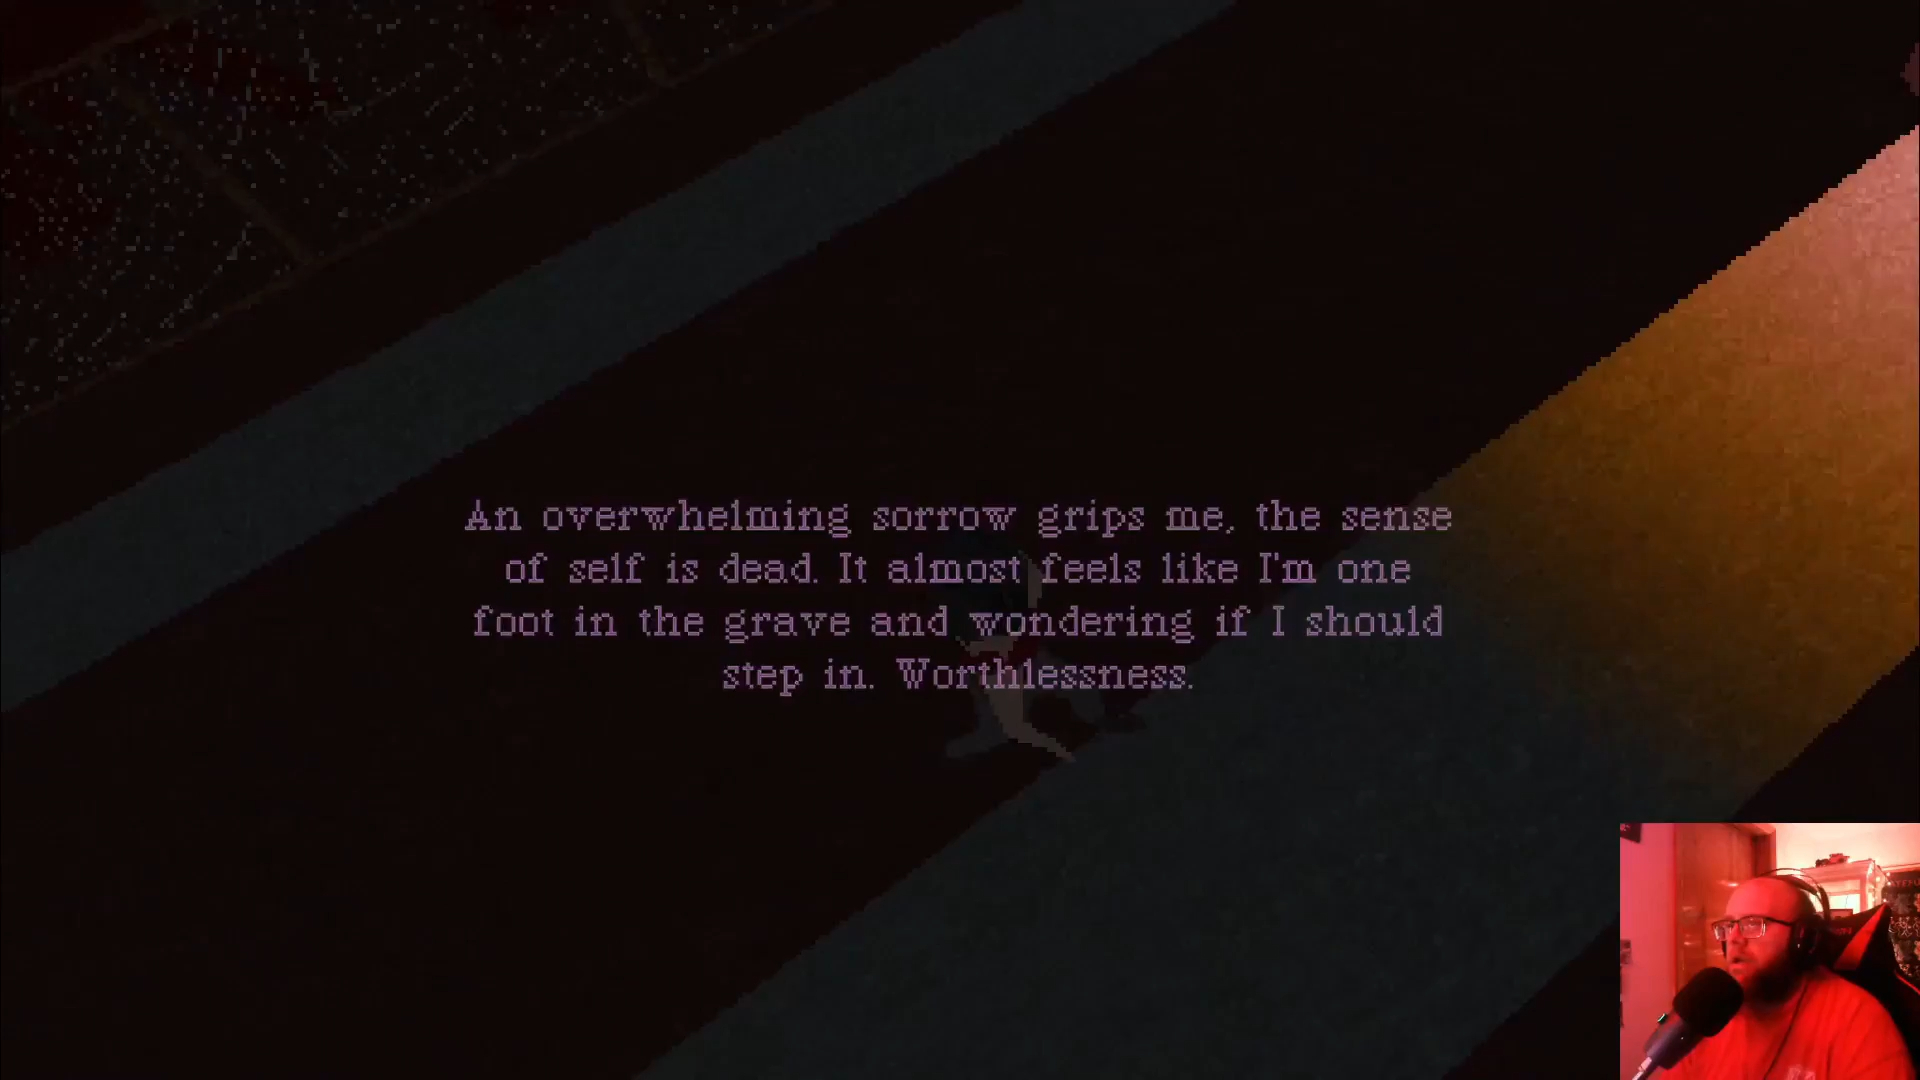 An overwhelming sorrow grips me, the sense
of self is dead. It almost feels like I'm one
foot in the grave and wondering if I should
step in. Worthlessness.